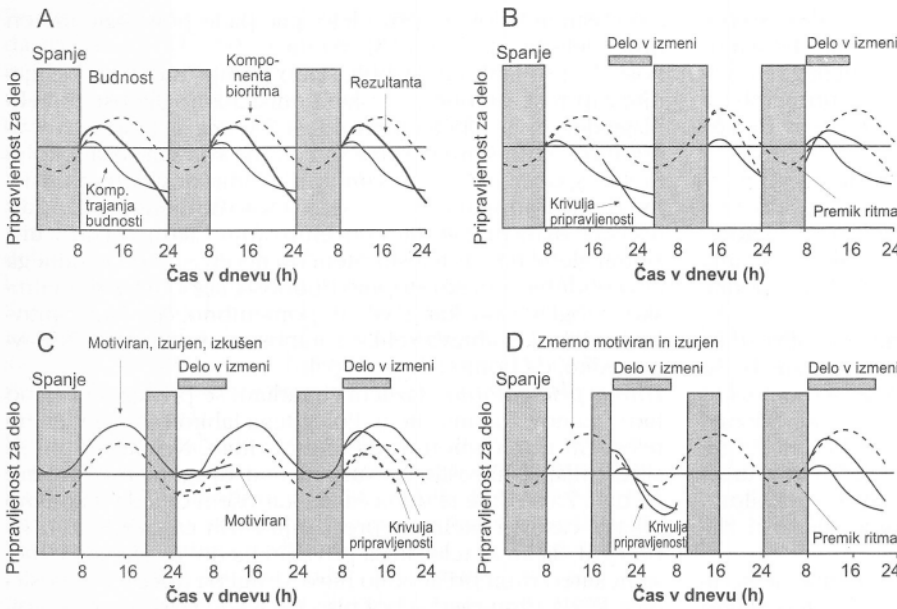 A
Spanje
Budnost
Kompo-
nenta
bioritma
Rezultanta
Komp.
trajanja
budnosti
Pripravljenost za delo
8 16 24 8 16 24 8 16 24
Čas v dnevu (h)
B
Delo v izmeni
Delo v izmeni
Krivulja
pripravljenosti
Premik ritma
Pripravljenost za delo
8 16 24 8 16 24 8 16 24
Čas v dnevu (h)
C
Motiviran, izurjen, izkušen
Delo v izmeni
Delo v izmeni
Spanje
Motiviran
Krivulja
pripravljenosti
Pripravljenost za delo
8 16 24 8 16 24 8 16 24
Čas v dnevu (h)
D
Zmerno motiviran in izurjen
Delo v izmeni
Delo v izmeni
Spanje
Krivulja
pripravljenosti
Premik ritma
Pripravljenost za delo
8 16 24 8 16 24 8 16 24
Čas v dnevu (h)